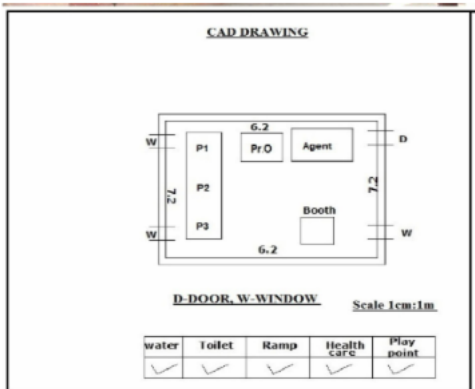 CAD DRAWING
6.2
W P1 Pr.O Agent D
7.2 P2 7.2
Booth
W P3 W
6.2
D-DOOR, W-WINDOW
Scale 1cm:1m
water Toilet Ramp Health care Play point